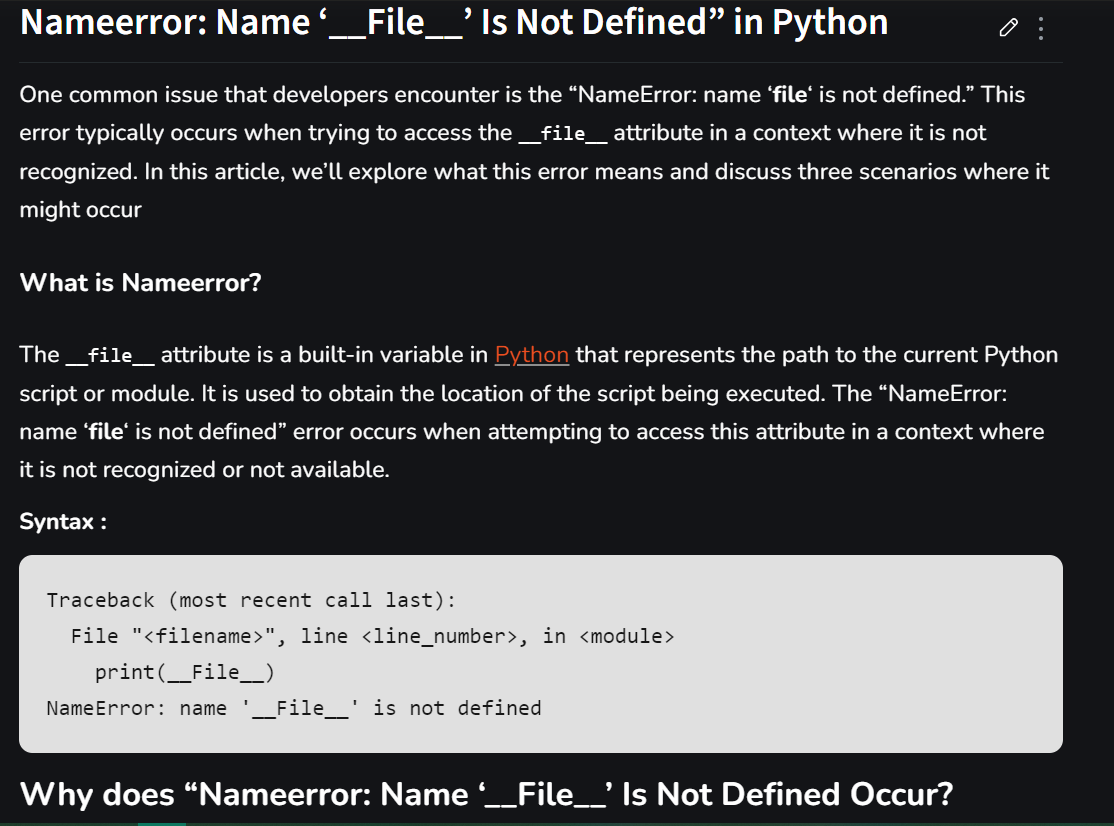 Nameerror: Name ‘__File__’ Is Not Defined” in Python
One common issue that developers encounter is the “NameError: name ‘file‘ is not defined.” This
error typically occurs when trying to access the __file__ attribute in a context where it is not
recognized. In this article, we’ll explore what this error means and discuss three scenarios where it
might occur
What is Nameerror?
The __file__ attribute is a built-in variable in Python that represents the path to the current Python
script or module. It is used to obtain the location of the script being executed. The “NameError:
name ‘file‘ is not defined” error occurs when attempting to access this attribute in a context where
it is not recognized or not available.
Syntax :
Traceback (most recent call last):
  File "<filename>", line <line_number>, in <module>
    print(__File__)
NameError: name '__File__' is not defined
Why does “Nameerror: Name ‘__File__’ Is Not Defined Occur?